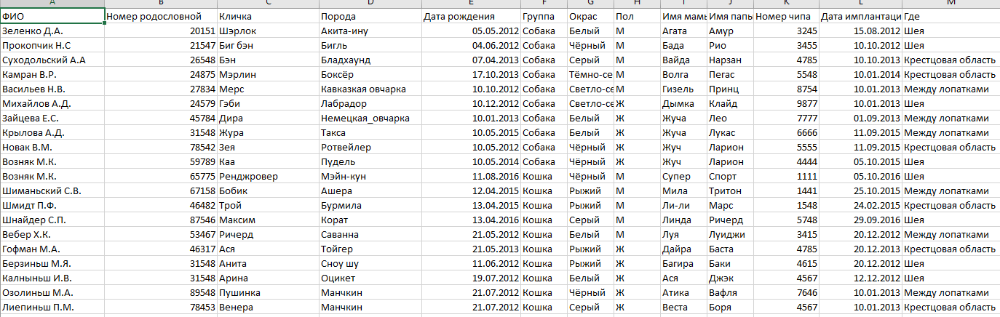 A B C D E F G H I J K L M
ФИО Номер родословной Кличка Порода Дата рождения Группа Окрас Пол Имя мамы Имя папы Номер чипа Дата имплантаци Где
Зеленко Д.А. 20151 Шэрлок Акита-ину 05.05.2012 Собака Белый М Агата Амур 3245 15.08.2012 Шея
Прокопчик Н.С 21547 Биг бэн Бигль 04.06.2012 Собака Чёрный М Бада Рио 3455 10.10.2012 Шея
Суходольский А.А 26548 Бэн Бладхаунд 07.04.2013 Собака Серый М Вайда Нарзан 4785 10.10.2013 Крестцовая область
Камран В.Р. 24875 Мэрлин Боксёр 17.10.2013 Собака Тёмно-се М Волга Пегас 5548 10.01.2014 Крестцовая область
Васильев Н.В. 27834 Мерс Кавказкая овчарка 10.10.2012 Собака Светло-се М Гизель Принц 8754 10.01.2013 Между лопатками
Михайлов А.Д. 24579 Гэби Лабрадор 10.12.2012 Собака Светло-се Ж Дымка Клайд 9877 10.01.2013 Шея
Зайцева Е.С. 45784 Дира Немецкая_овчарка 10.01.2013 Собака Белый Ж Жуча Лео 7777 01.09.2013 Между лопатками
Крылова А.Д. 31548 Жура Такса 10.05.2015 Собака Белый Ж Жуча Лукас 6666 11.09.2015 Между лопатками
Новак В.М. 78542 Зея Ротвейлер 10.05.2012 Собака Чёрный Ж Жуч Ларион 5555 11.09.2015 Крестцовая область
Возняк М.К. 59789 Каа Пудель 10.05.2014 Собака Чёрный Ж Жуч Ларион 4444 05.10.2015 Шея
Возняк М.К. 65775 Ренджровер Мэйн-кун 11.08.2016 Кошка Чёрный М Супер Спорт 1111 05.10.2016 Шея
Шиманьский С.В. 67158 Бобик Ашера 12.04.2015 Кошка Рыжий М Мила Тритон 1441 25.10.2015 Между лопатками
Шмидт П.Ф. 46482 Трой Бурмила 13.04.2015 Кошка Рыжий М Ли-ли Марс 1548 24.02.2015 Крестцовая область
Шнайдер С.П. 87546 Максим Корат 13.04.2016 Кошка Серый М Линда Ричерд 5748 29.09.2016 Шея
Вебер Х.К. 53467 Ричерд Саванна 21.05.2012 Кошка Белый М Луя Луиджи 3415 20.12.2012 Между лопатками
Гофман М.А. 46317 Ася Тойгер 21.05.2013 Кошка Рыжий Ж Дайра Баста 4785 20.12.2013 Крестцовая область
Берзиньш М.Я. 31548 Анита Сноу шу 11.06.2012 Кошка Рыжий Ж Багира Баки 4615 20.12.2012 Шея
Калныньш И.В. 31548 Арина Оцикет 19.07.2012 Кошка Белый Ж Ася Джэк 4567 12.12.2012 Шея
Озолиньш М.А. 89548 Пушинка Манчкин 21.07.2012 Кошка Чёрный Ж Атика Вафля 7646 10.01.2013 Между лопатками
Лиепиньш П.М. 78453 Венера Манчкин 21.07.2012 Кошка Серый Ж Веста Боря 4567 10.01.2013 Крестцовая область